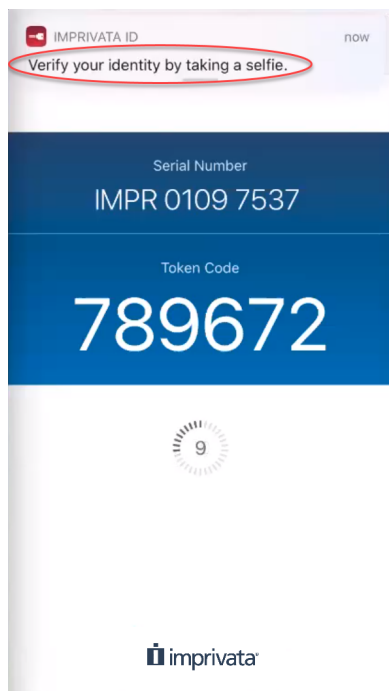 IMPRIVATA ID
now
Verify your identity by taking a selfie.
Serial Number
IMPR 0109 7537
Token Code
789672
9
imprivata